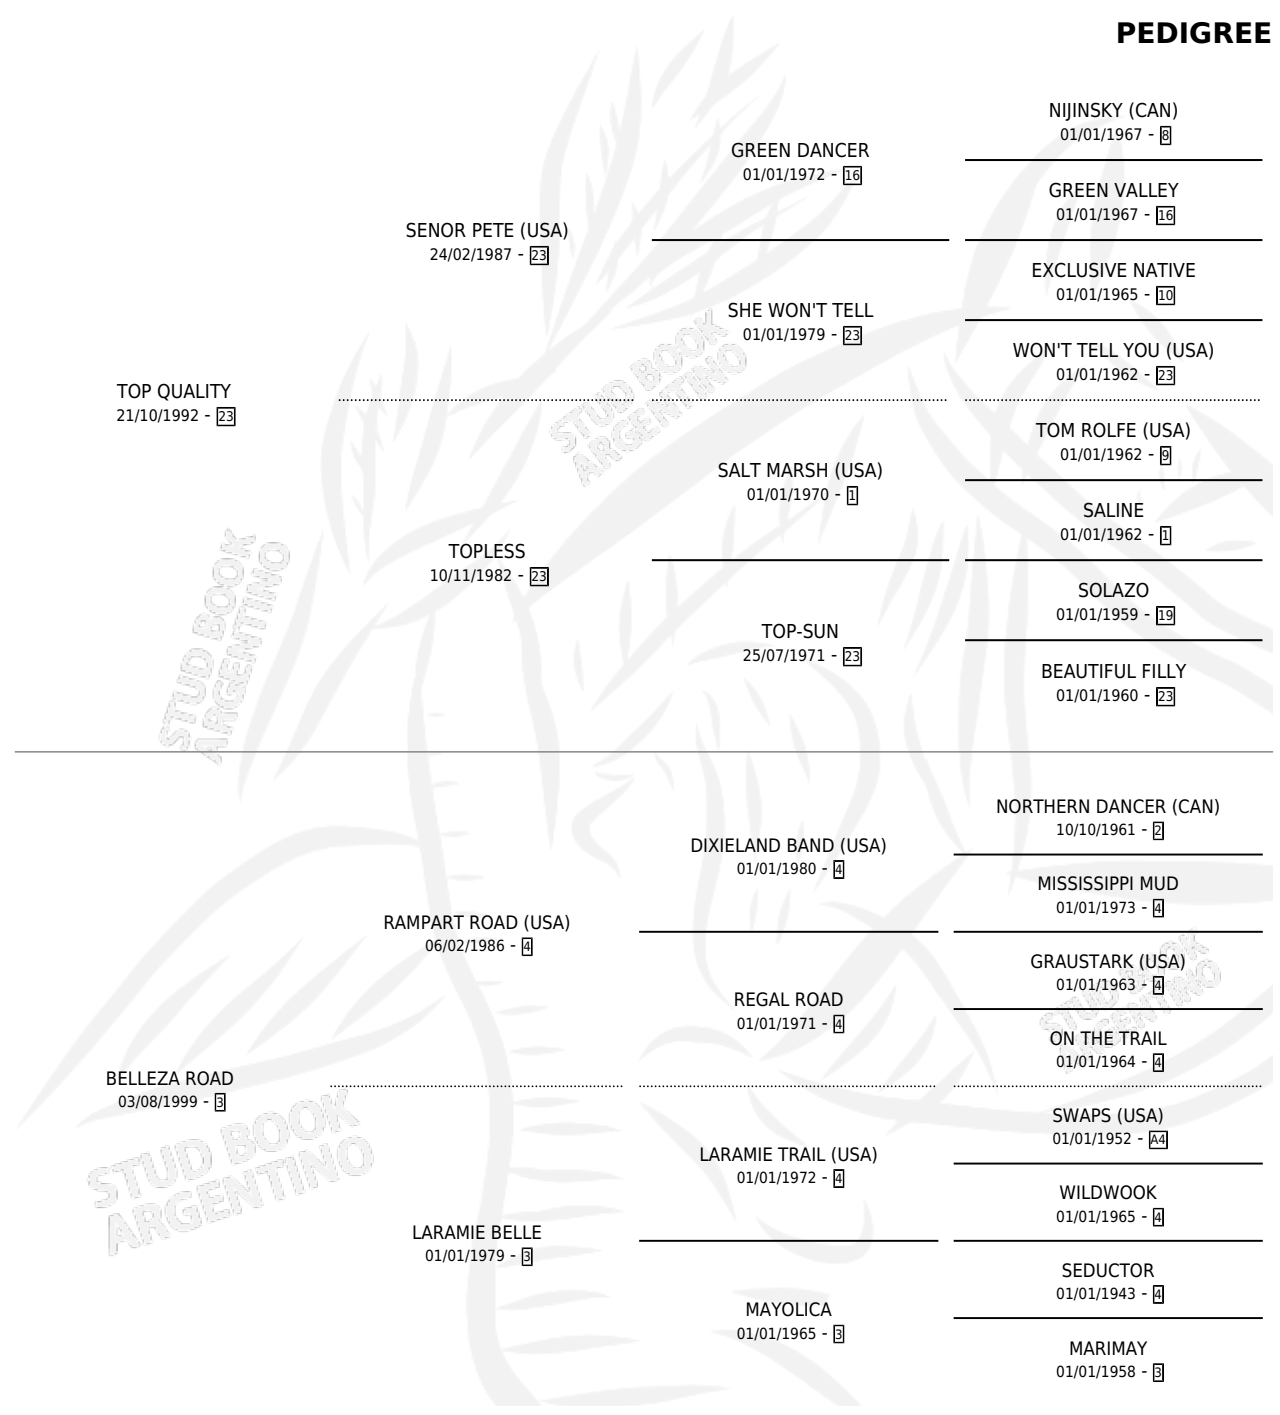 PEDIGREE
NIJINSKY (CAN)
01/01/1967 - 8
GREEN DANCER
01/01/1972 - 16
GREEN VALLEY
01/01/1967 - 16
SENOR PETE (USA)
24/02/1987 - 23
EXCLUSIVE NATIVE
01/01/1965 - 10
SHE WON'T TELL
01/01/1979 - 23
WON'T TELL YOU (USA)
01/01/1962 - 23
TOP QUALITY
21/10/1992 - 23
TOM ROLFE (USA)
01/01/1962 - 9
SALT MARSH (USA)
01/01/1970 - 1
SALINE
01/01/1962 - 1
TOPLESS
10/11/1982 - 23
SOLAZO
01/01/1959 - 19
TOP-SUN
25/07/1971 - 23
BEAUTIFUL FILLY
01/01/1960 - 23
NORTHERN DANCER (CAN)
10/10/1961 - 2
DIXIELAND BAND (USA)
01/01/1980 - 4
MISSISSIPPI MUD
01/01/1973 - 4
RAMPART ROAD (USA)
06/02/1986 - 4
GRAUSTARK (USA)
01/01/1963 - 4
REGAL ROAD
01/01/1971 - 4
ON THE TRAIL
01/01/1964 - 4
BELLEZA ROAD
03/08/1999 - 3
SWAPS (USA)
01/01/1952 - A4
LARAMIE TRAIL (USA)
01/01/1972 - 4
WILDWOOK
01/01/1965 - 4
LARAMIE BELLE
01/01/1979 - 3
SEDUCTOR
01/01/1943 - 4
MAYOLICA
01/01/1965 - 3
MARIMAY
01/01/1958 - 3
STUD BOOK
ARGENTINO
STUD BOOK
ARGENTINO
STUD BOOK
ARGENTINO
STUD BOOK
ARGENTINO